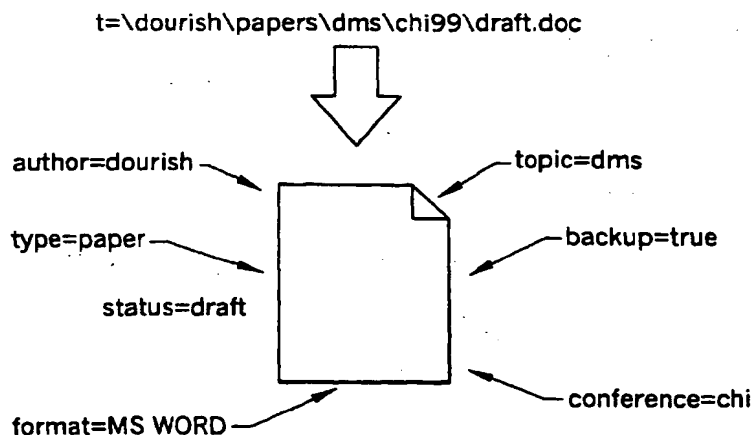 t=\dourish\papers\dms\chi99\draft.doc
author=dourish
topic=dms
type=paper
backup=true
status=draft
conference=chi
format=MS WORD